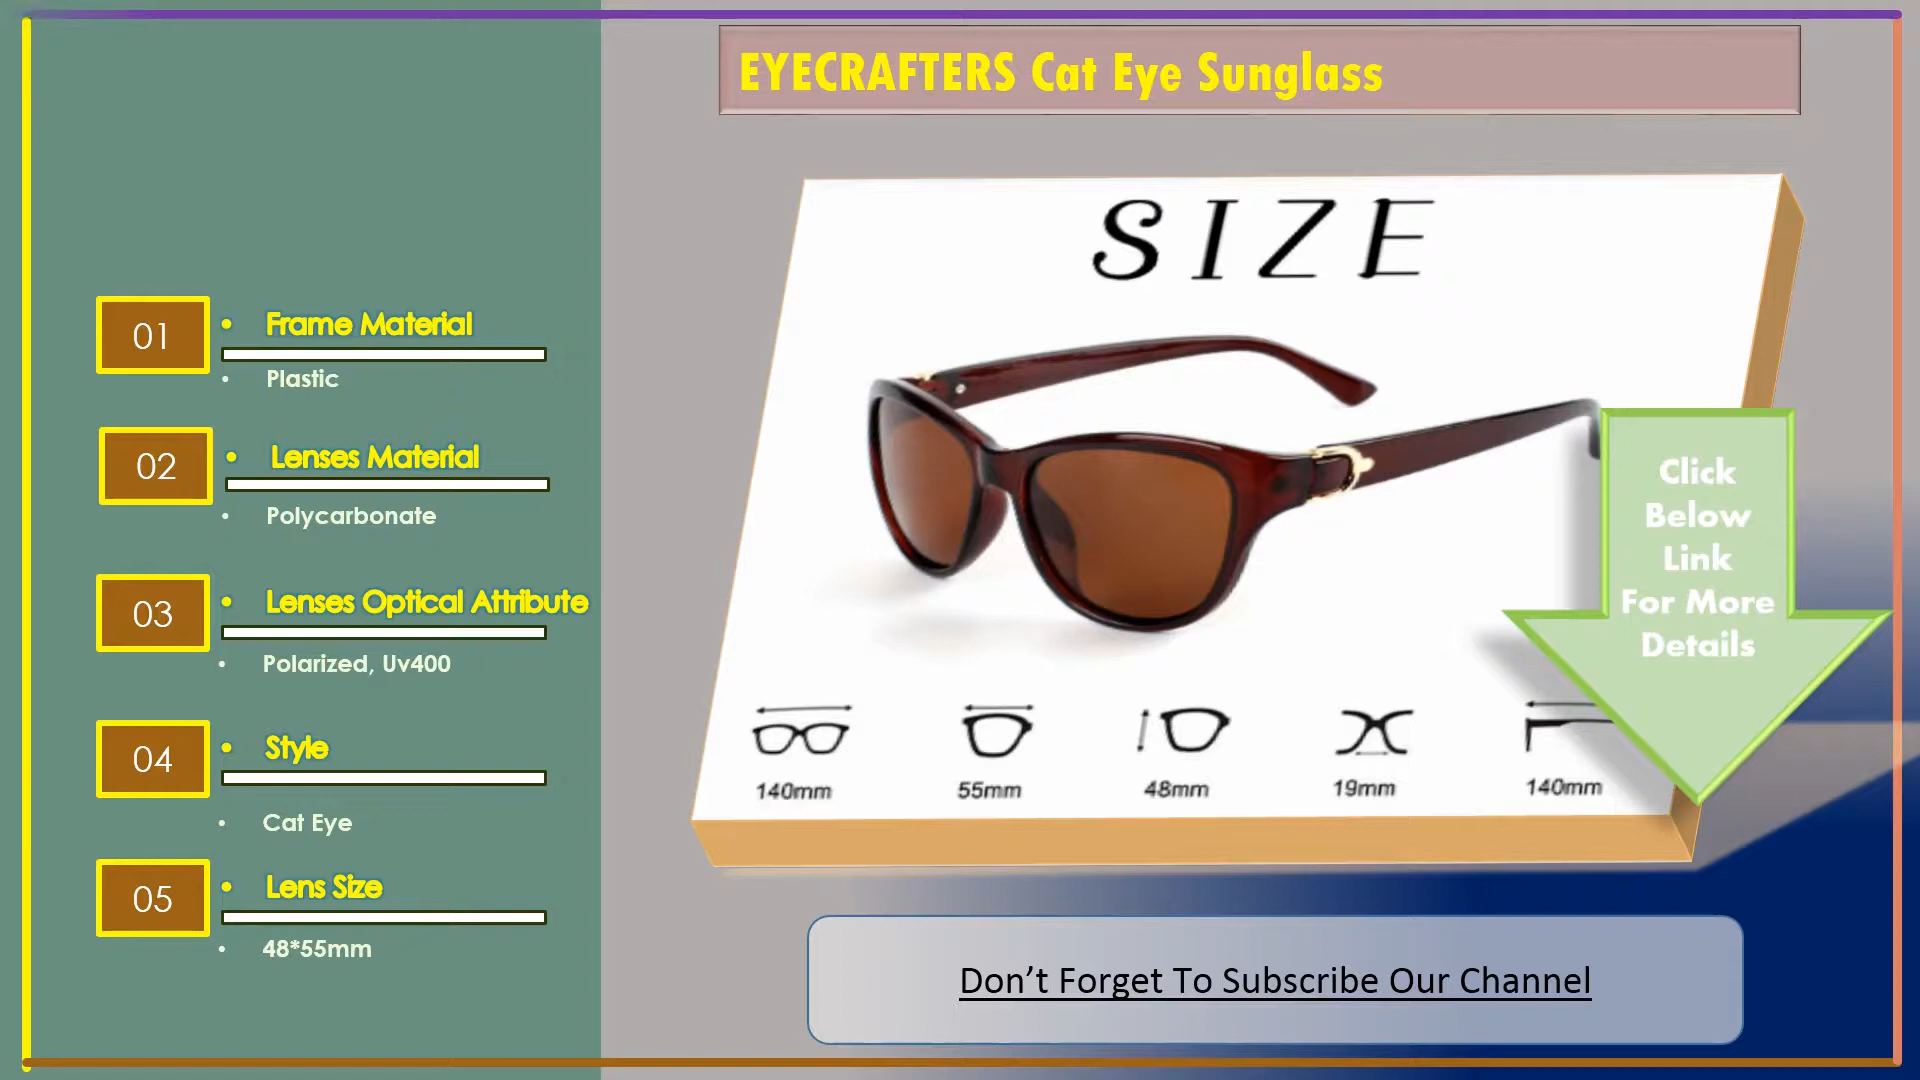 EYECRAFTERS Cat Eye Sunglass
01
• Frame Material
• Plastic
02
• Lenses Material
• Polycarbonate
03
• Lenses Optical Attribute
• Polarized, Uv400
04
• Style
• Cat Eye
05
• Lens Size
• 48*55mm
SIZE
140mm 55mm 48mm 19mm 140mm
Click
Below
Link
For More
Details
Don’t Forget To Subscribe Our Channel